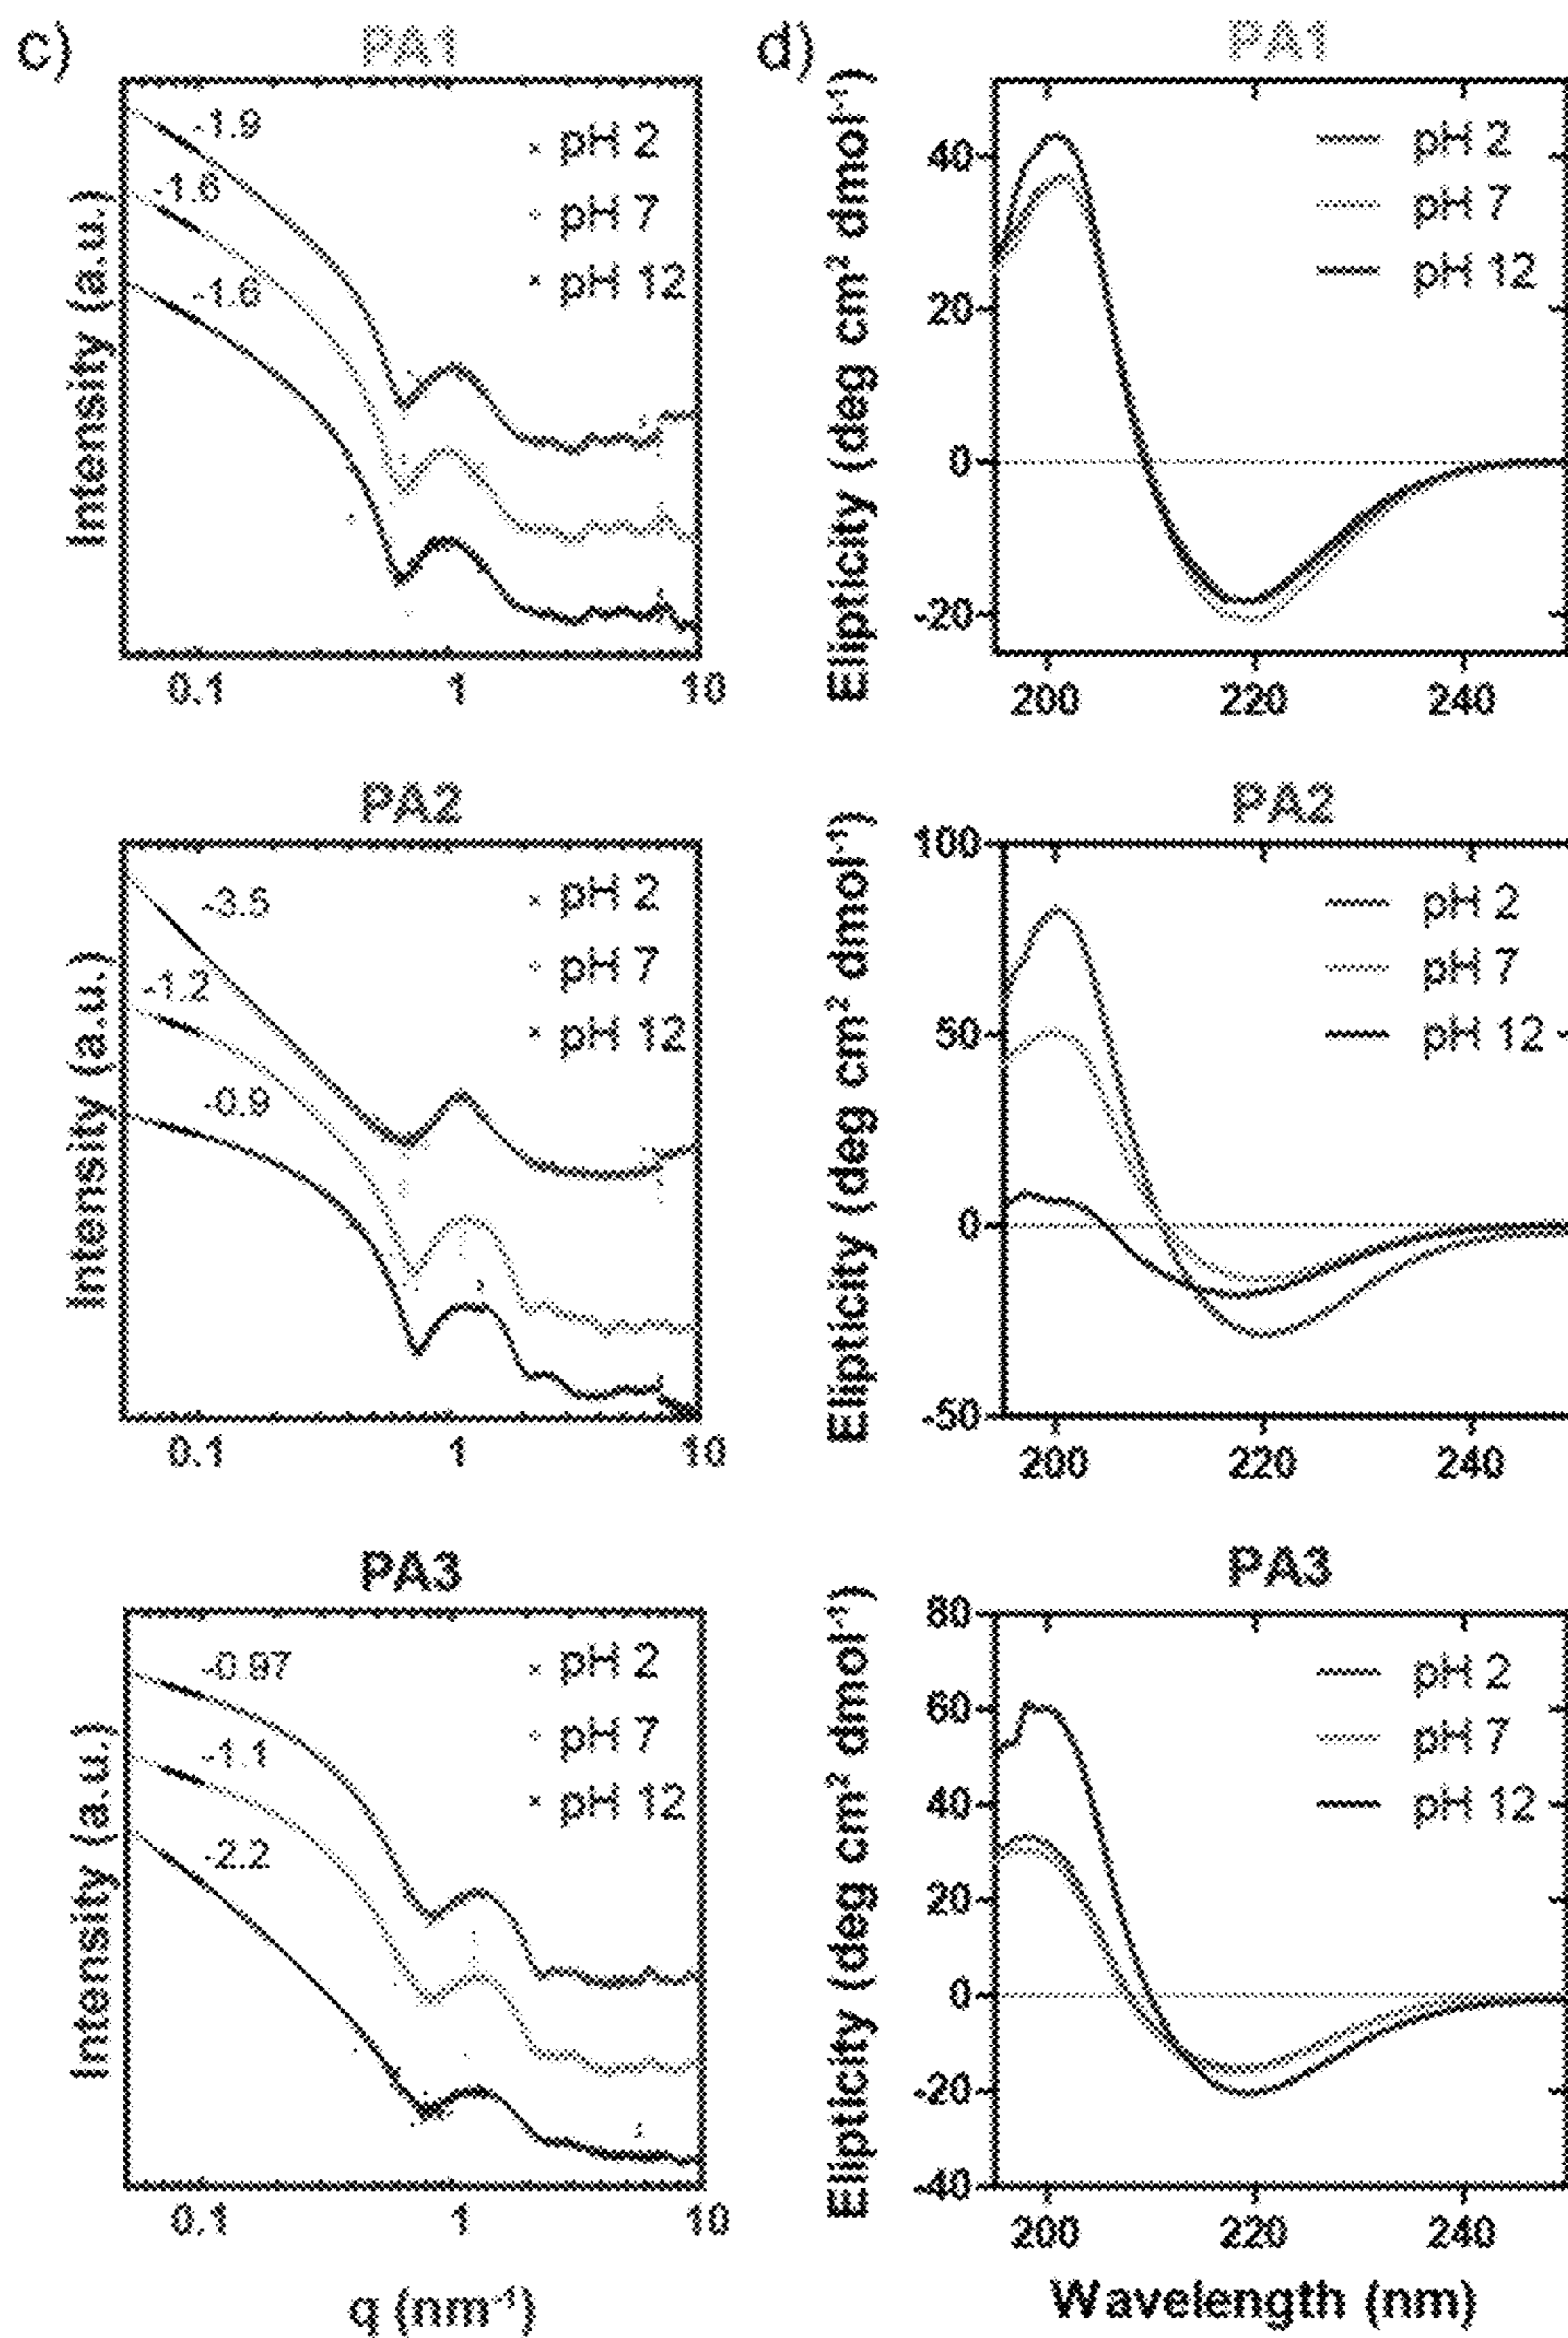 c)
PA1
Intensity (a.u.)
-1.9
-1.6
-1.6
pH 2
pH 7
pH 12
0.1 1 10
PA2
Intensity (a.u.)
-3.5
-1.2
-0.9
pH 2
pH 7
pH 12
0.1 1 10
PA3
Intensity (a.u.)
-0.97
-1.1
-2.2
pH 2
pH 7
pH 12
0.1 1 10
q (nm⁻¹)
d)
PA1
Elipticity (deg cm² dmol⁻¹)
40
20
0
-20
pH 2
pH 7
pH 12
200 220 240
PA2
Elipticity (deg cm² dmol⁻¹)
100
50
0
-50
pH 2
pH 7
pH 12
200 220 240
PA3
Elipticity (deg cm² dmol⁻¹)
80
60
40
20
0
-20
-40
pH 2
pH 7
pH 12
200 220 240
Wavelength (nm)